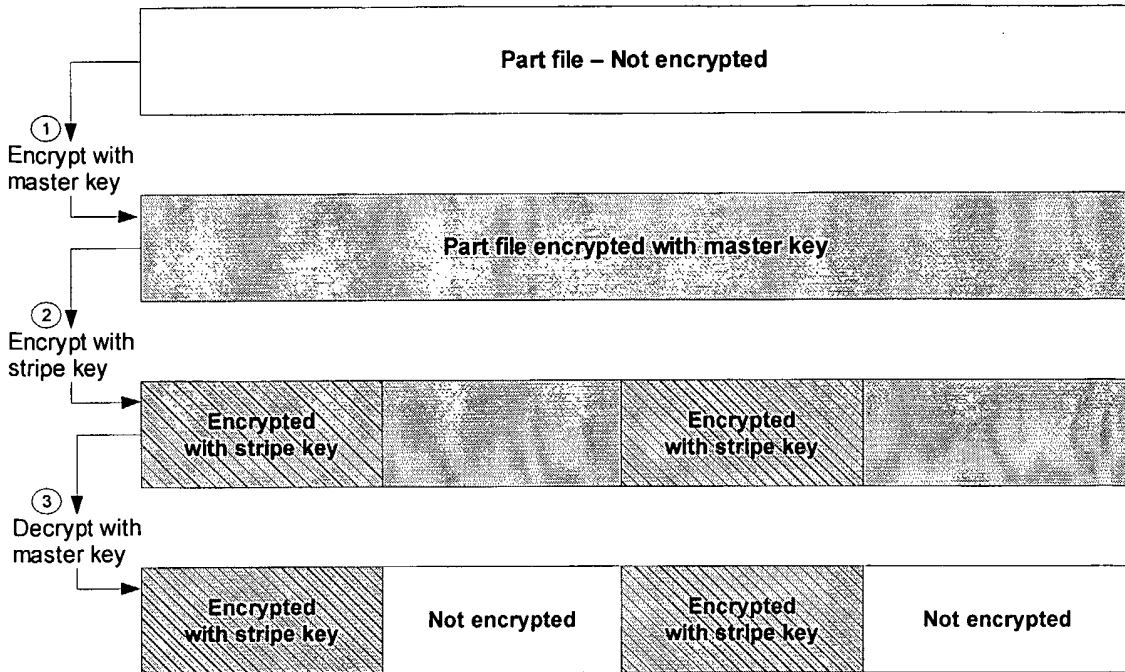 Part file – Not encrypted
1
Encrypt with
master key
Part file encrypted with master key
2
Encrypt with
stripe key
Encrypted
with stripe key
Encrypted
with stripe key
3
Decrypt with
master key
Encrypted
with stripe key
Not encrypted
Encrypted
with stripe key
Not encrypted